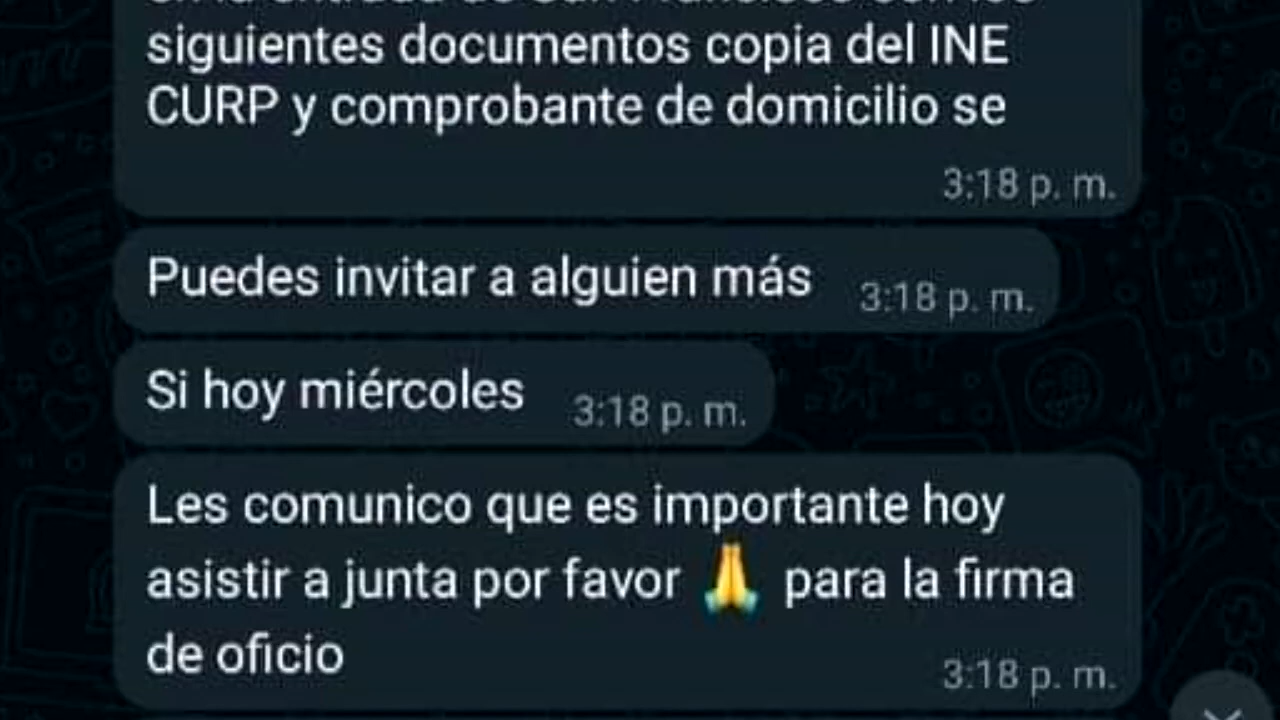 siguientes documentos copia del INE
CURP y comprobante de domicilio se
3:18 p. m.
Puedes invitar a alguien más 3:18 p. m.
Si hoy miércoles 3:18 p. m.
Les comunico que es importante hoy
asistir a junta por favor 🙏 para la firma
de oficio
3:18 p. m.